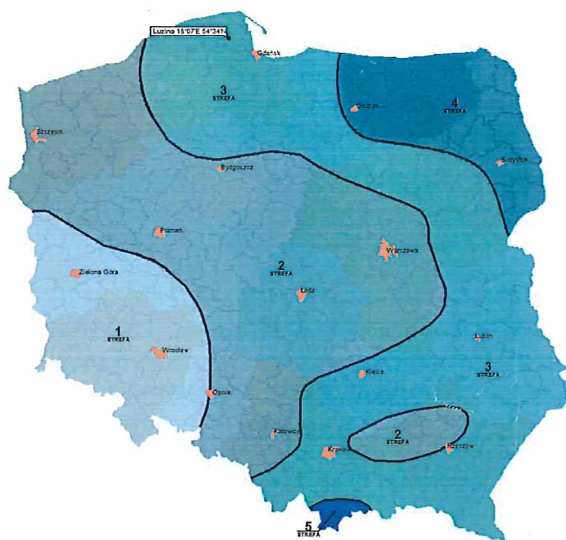 Luzino 18°07'E 54°34'N
Gdańsk
3
STREFA
4
STREFA
Olsztyn
Szczecin
Białystok
Bydgoszcz
Poznań
Warszawa
2
STREFA
Zielona Góra
Łódź
1
STREFA
Wrocław
Lublin
3
STREFA
Kielce
Opole
2
STREFA
Katowice
Kraków
Rzeszów
5
STREFA